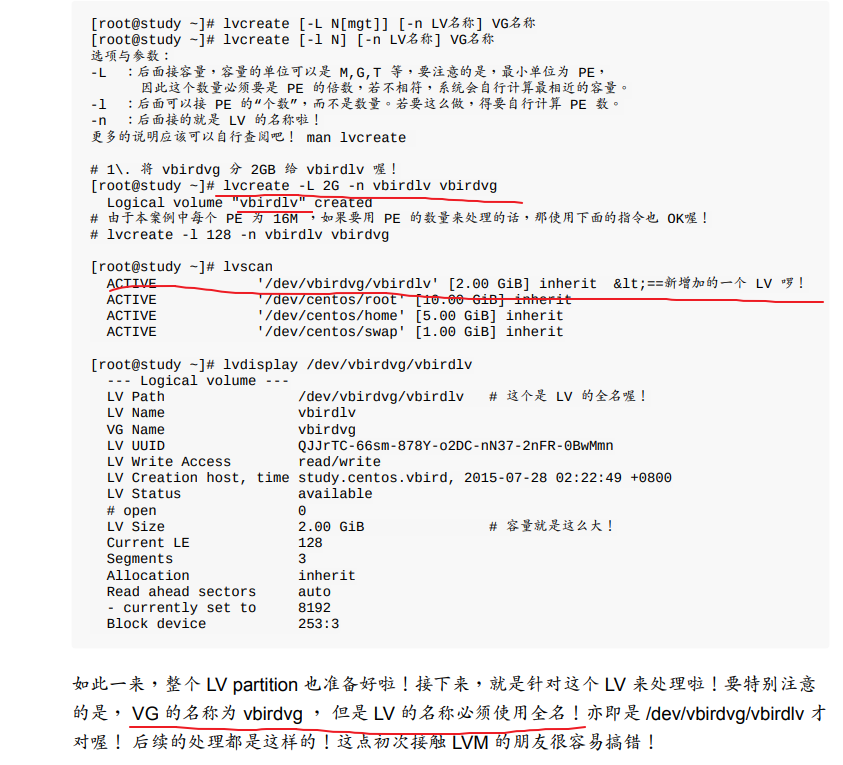 [root@study ~]# lvcreate [-L N[mgt]] [-n LV名称] VG名称
[root@study ~]# lvcreate [-l N] [-n LV名称] VG名称
选项与参数：
-L ：后面接容量，容量的单位可以是 M,G,T 等，要注意的是，最小单位为 PE，
因此这个数量必须要是 PE 的倍数，若不相符，系统会自行计算最相近的容量。
-l ：后面可以接 PE 的“个数”，而不是数量。若要这么做，得要自行计算 PE 数。
-n ：后面接的就是 LV 的名称啦！
更多的说明应该可以自行查阅吧！ man lvcreate
# 1\. 将 vbirdvg 分 2GB 给 vbirdlv 喔！
[root@study ~]# lvcreate -L 2G -n vbirdlv vbirdvg
Logical volume "vbirdlv" created
# 由于本案例中每个 PE 为 16M ，如果要用 PE 的数量来处理的话，那使用下面的指令也 OK喔！
# lvcreate -l 128 -n vbirdlv vbirdvg
[root@study ~]# lvscan
ACTIVE '/dev/vbirdvg/vbirdlv' [2.00 GiB] inherit &lt;==新增加的一个 LV 啰！
ACTIVE '/dev/centos/root' [10.00 GiB] inherit
ACTIVE '/dev/centos/home' [5.00 GiB] inherit
ACTIVE '/dev/centos/swap' [1.00 GiB] inherit
[root@study ~]# lvdisplay /dev/vbirdvg/vbirdlv
--- Logical volume ---
LV Path /dev/vbirdvg/vbirdlv # 这个是 LV 的全名喔！
LV Name vbirdlv
VG Name vbirdvg
LV UUID QJJrTC-66sm-878Y-o2DC-nN37-2nFR-0BwMmn
LV Write Access read/write
LV Creation host, time study.centos.vbird, 2015-07-28 02:22:49 +0800
LV Status available
# open 0
LV Size 2.00 GiB # 容量就是这么大！
Current LE 128
Segments 3
Allocation inherit
Read ahead sectors auto
- currently set to 8192
Block device 253:3
如此一来，整个 LV partition 也准备好啦！接下来，就是针对这个 LV 来处理啦！要特别注意
的是， VG 的名称为 vbirdvg ， 但是 LV 的名称必须使用全名！亦即是 /dev/vbirdvg/vbirdlv 才
对喔！ 后续的处理都是这样的！这点初次接触 LVM 的朋友很容易搞错！